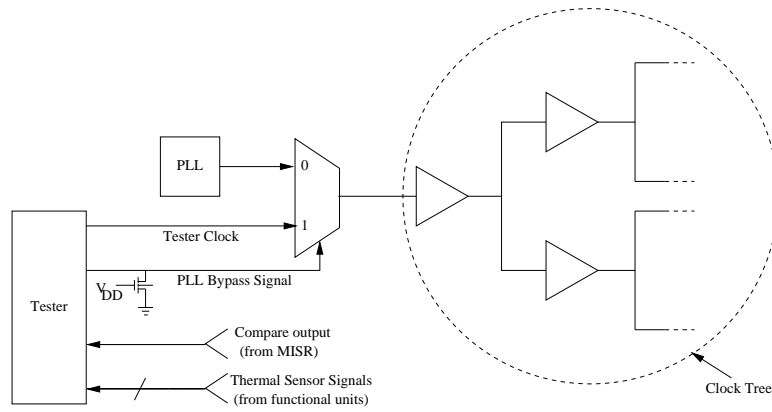 PLL
0
1
Tester Clock
PLL Bypass Signal
V
DD
Tester
Compare output
(from MISR)
Thermal Sensor Signals
(from functional units)
Clock Tree